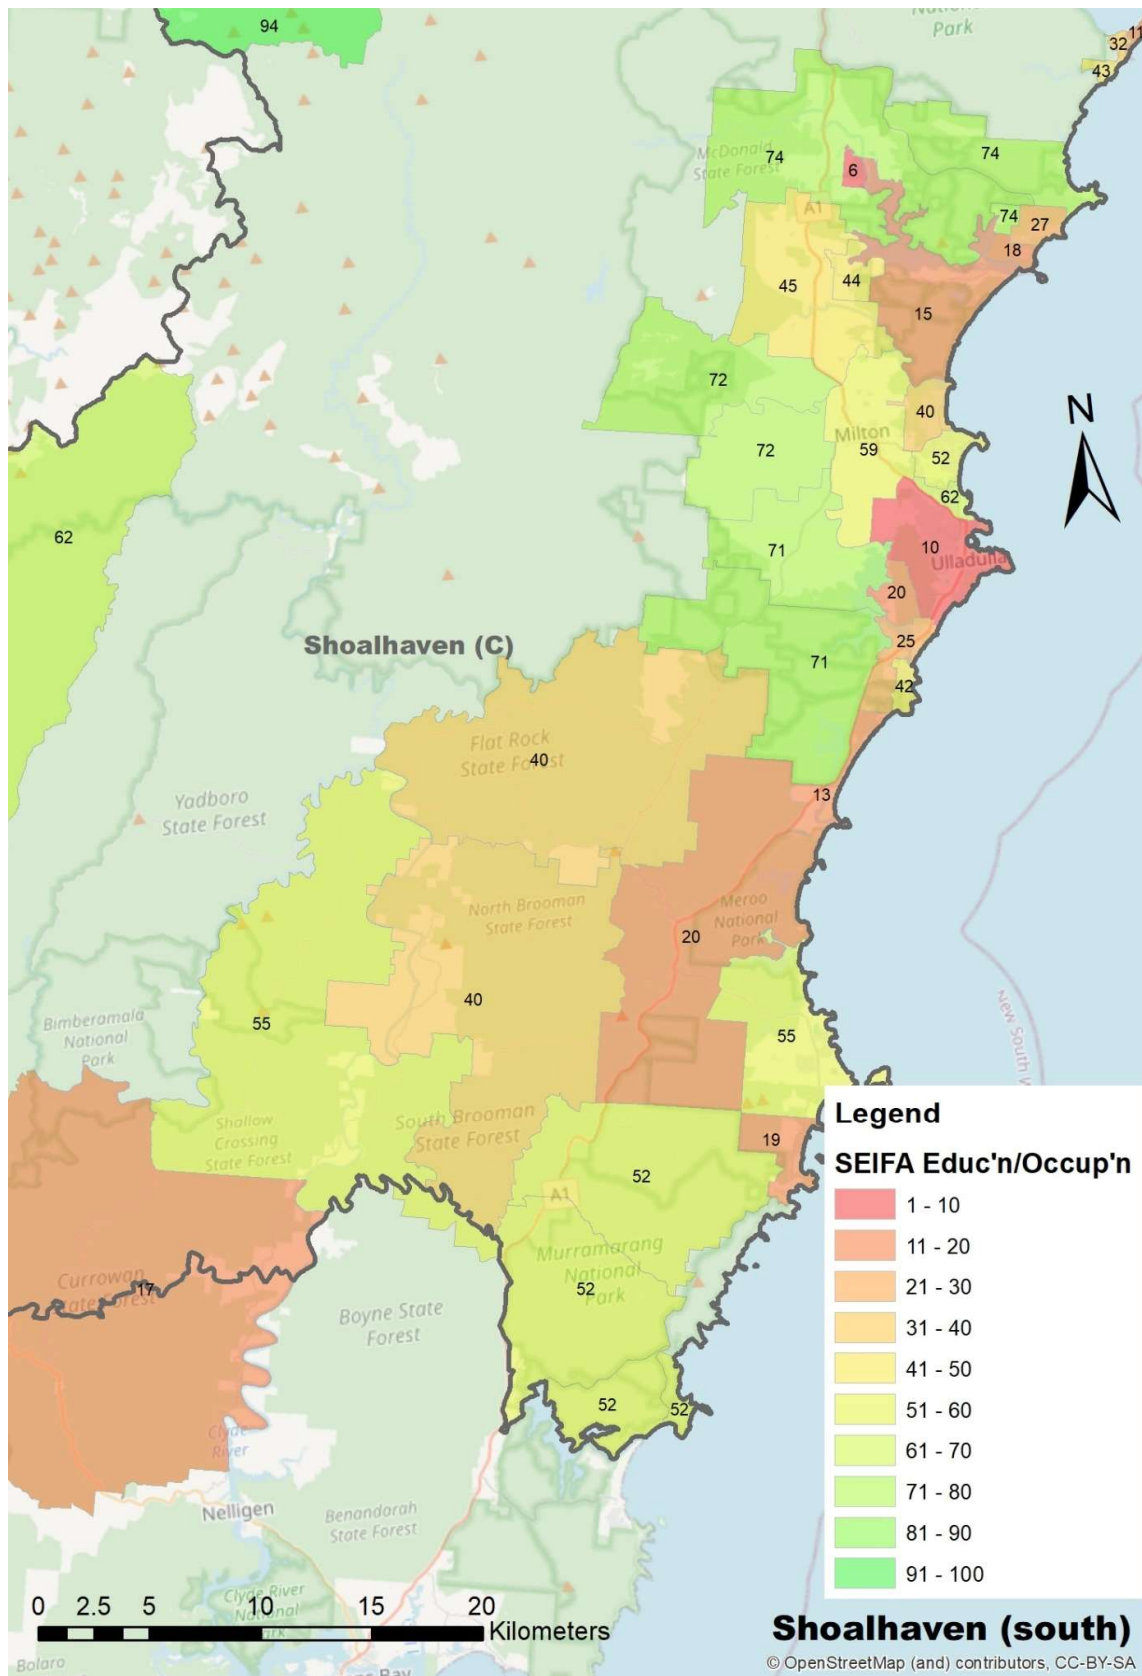 94
National
Park
11
32
43
McDonald
State Forest
74
6
74
74
27
18
A1
45
44
15
72
40
Milton
72
59
52
62
62
10
Ulladulla
71
20
25
Shoalhaven (C)
71
42
Flat Rock
State Forest
40
13
Yadboro
State Forest
North Brooman
State Forest
Meroo
National
Park
20
40
Bimberamala
National
Park
55
55
New South W
Shallow
Crossing
State Forest
South Brooman
State Forest
19
52
A1
Murramarang
National
Park
52
Currowan
State Forest
17
Boyne State
Forest
52
52
Clyde
River
Nelligen
Benandarah
State Forest
Clyde River
National
Bolaro
Bay
N
Legend
SEIFA Educ'n/Occup'n
1 - 10
11 - 20
21 - 30
31 - 40
41 - 50
51 - 60
61 - 70
71 - 80
81 - 90
91 - 100
0 2.5 5 10 15 20
Kilometers
Shoalhaven (south)
© OpenStreetMap (and) contributors, CC-BY-SA